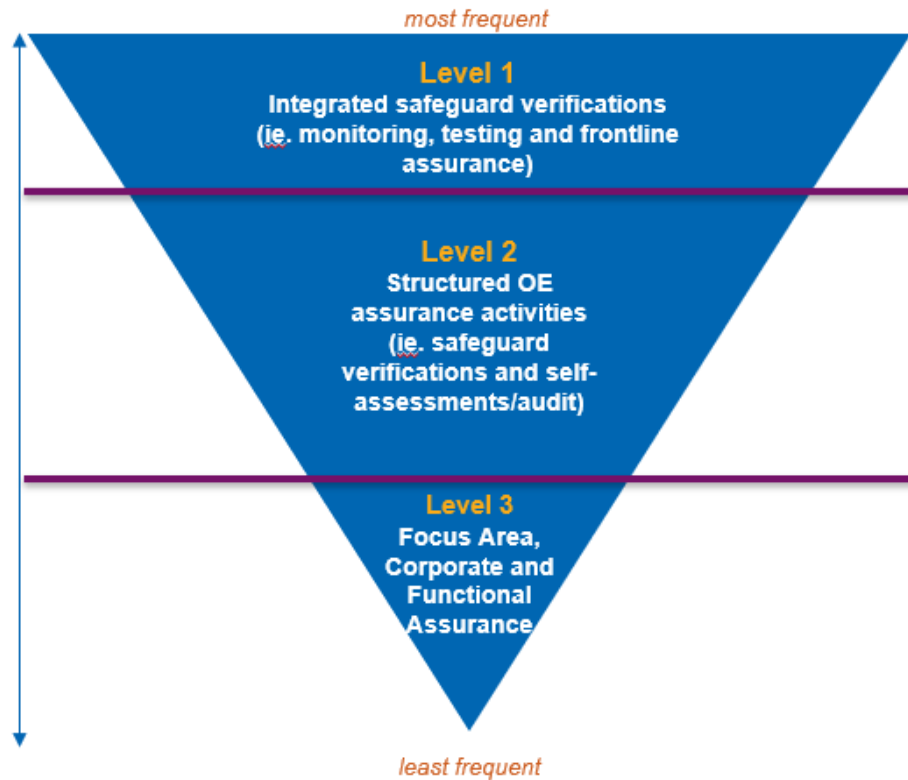 most frequent
Level 1
Integrated safeguard verifications
(ie. monitoring, testing and frontline
assurance)
Level 2
Structured OE
assurance activities
(ie. safeguard
verifications and self-
assessments/audit)
Level 3
Focus Area,
Corporate and
Functional
Assurance
least frequent